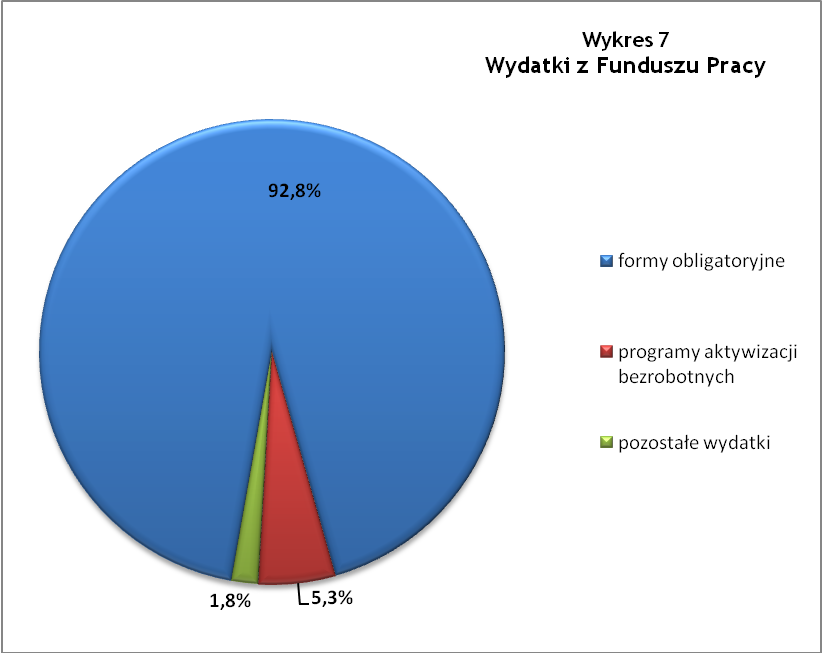 Wykres 7
Wydatki z Funduszu Pracy
92,8%
formy obligatoryjne
programy aktywizacji
bezrobotnych
pozostałe wydatki
1,8%
5,3%